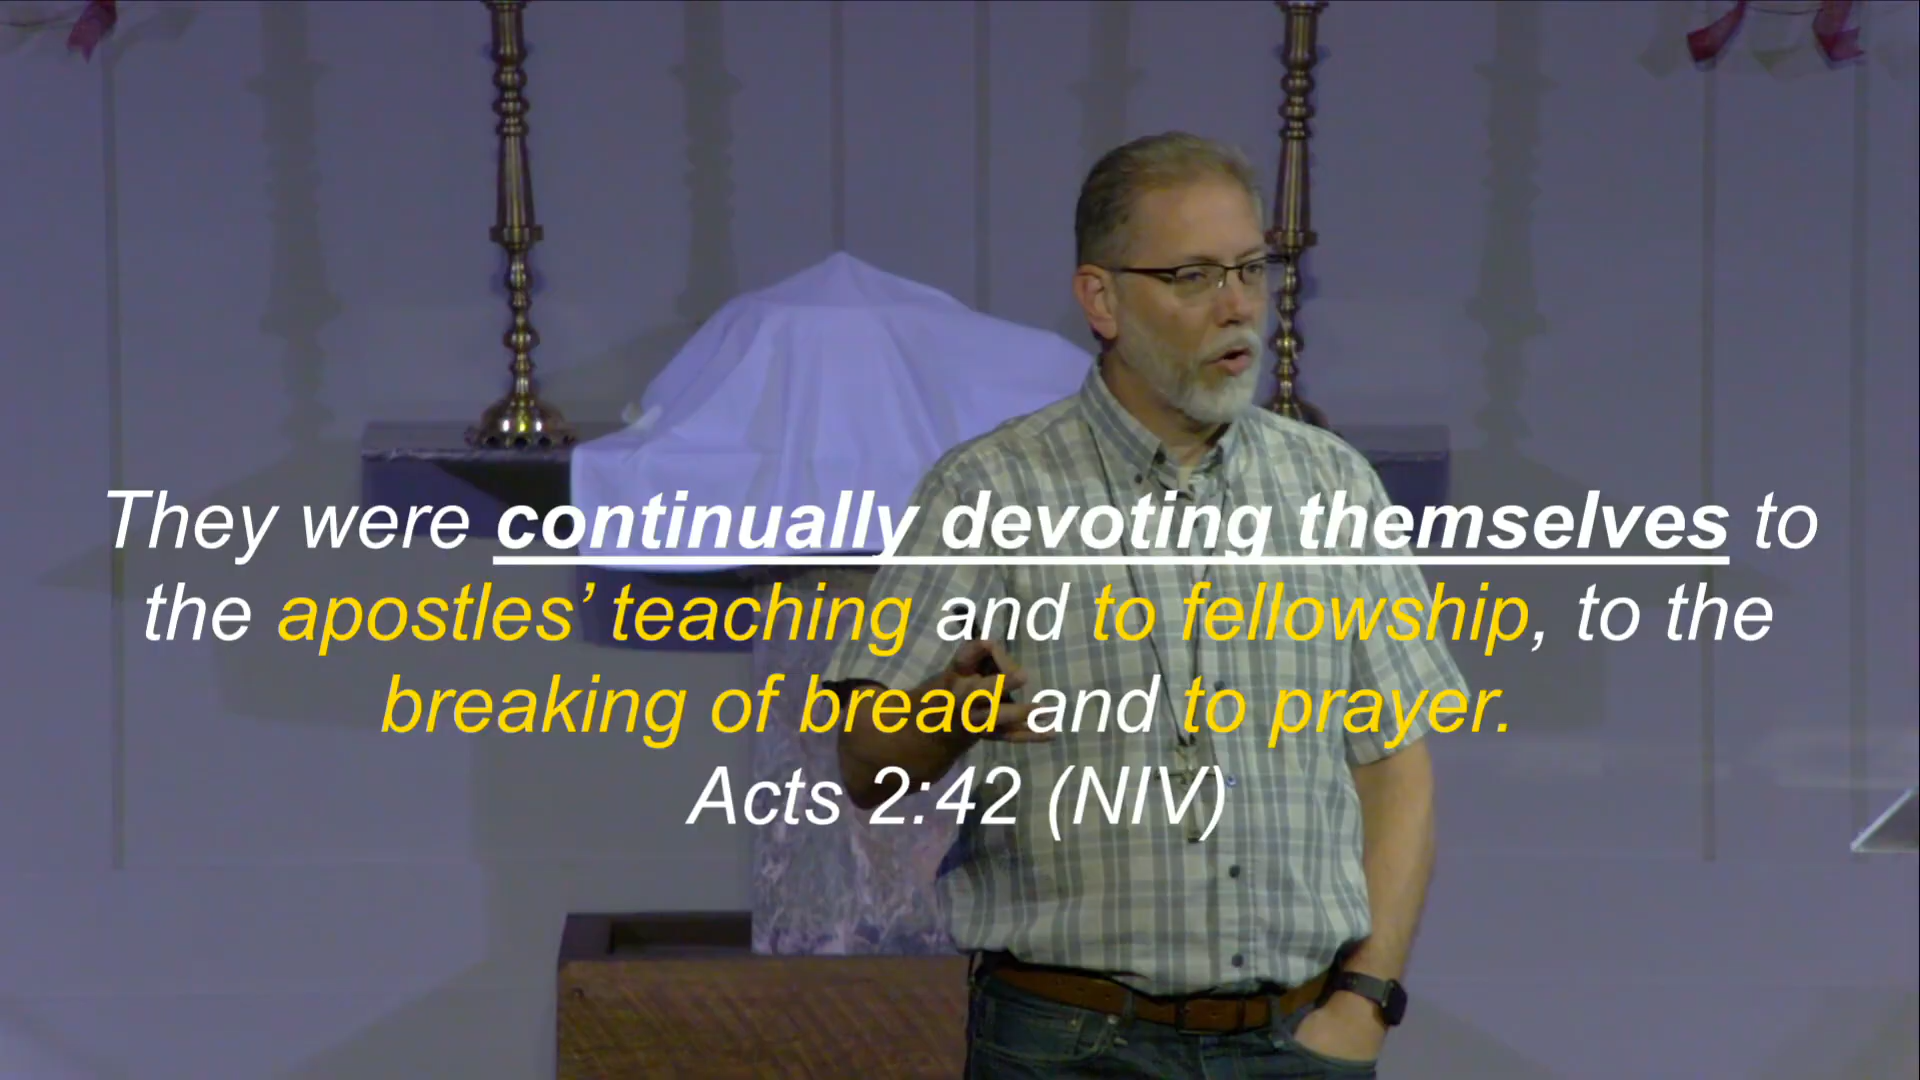 They were continually devoting themselves to
the apostles’ teaching and to fellowship, to the
breaking of bread and to prayer.
Acts 2:42 (NIV)